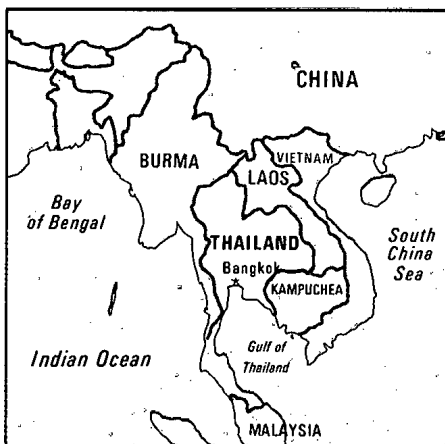 CHINA
BURMA
VIETNAM
LAOS
Bay
of Bengal
THAILAND
Bangkok
South
China
Sea
KAMPUCHEA
Indian Ocean
Gulf of
Thailand
MALAYSIA